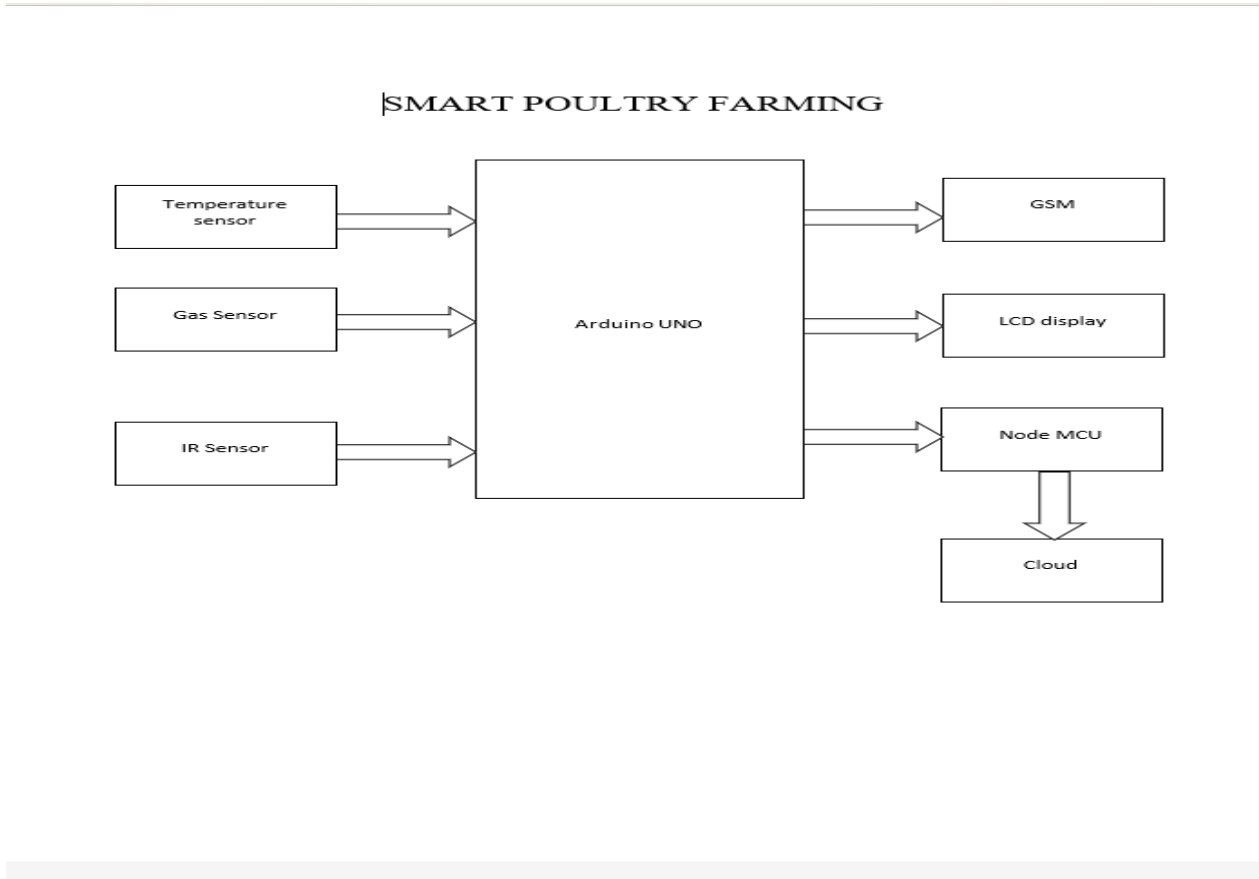 SMART POULTRY FARMING
Temperature
sensor
Gas Sensor
IR Sensor
Arduino UNO
GSM
LCD display
Node MCU
Cloud